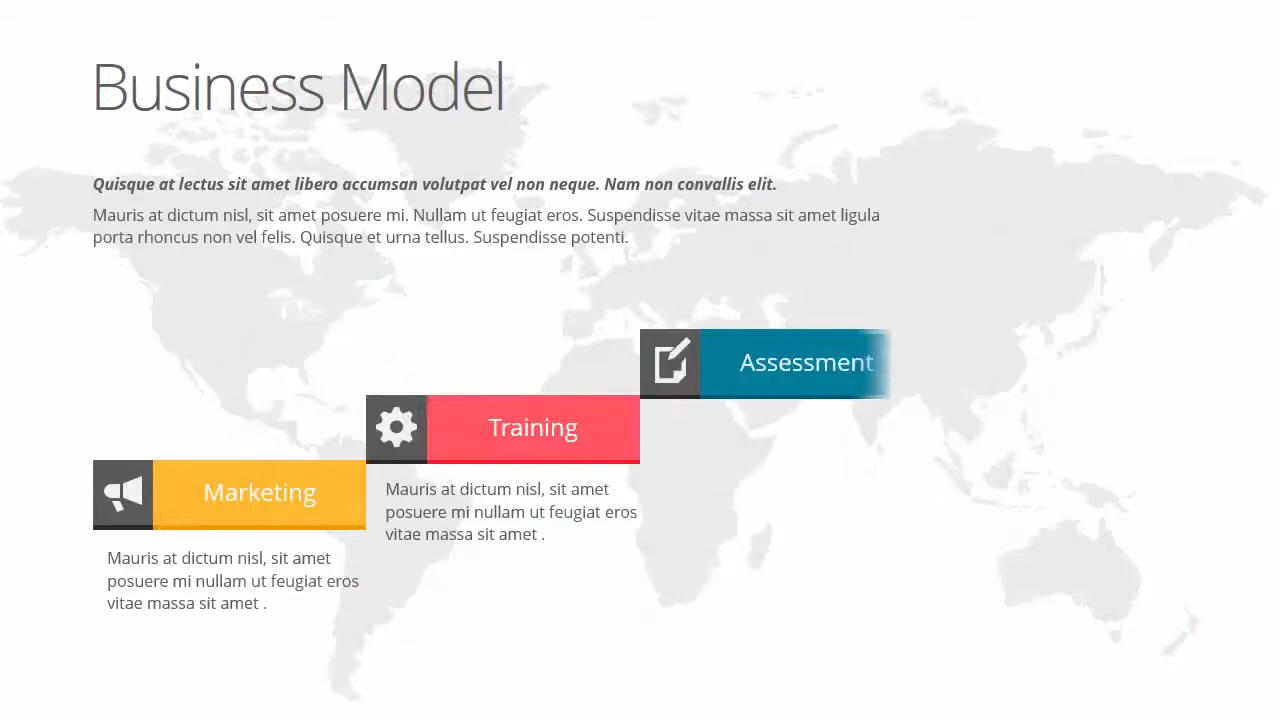 Business Model
Quisque at lectus sit amet libero accumsan volutpat vel non neque. Nam non convallis elit.
Mauris at dictum nisl, sit amet posuere mi. Nullam ut feugiat eros. Suspendisse vitae massa sit amet ligula
porta rhoncus non vel felis. Quisque et urna tellus. Suspendisse potenti.
Marketing
Mauris at dictum nisl, sit amet
posuere mi nullam ut feugiat eros
vitae massa sit amet .
Training
Mauris at dictum nisl, sit amet
posuere mi nullam ut feugiat eros
vitae massa sit amet .
Assessment